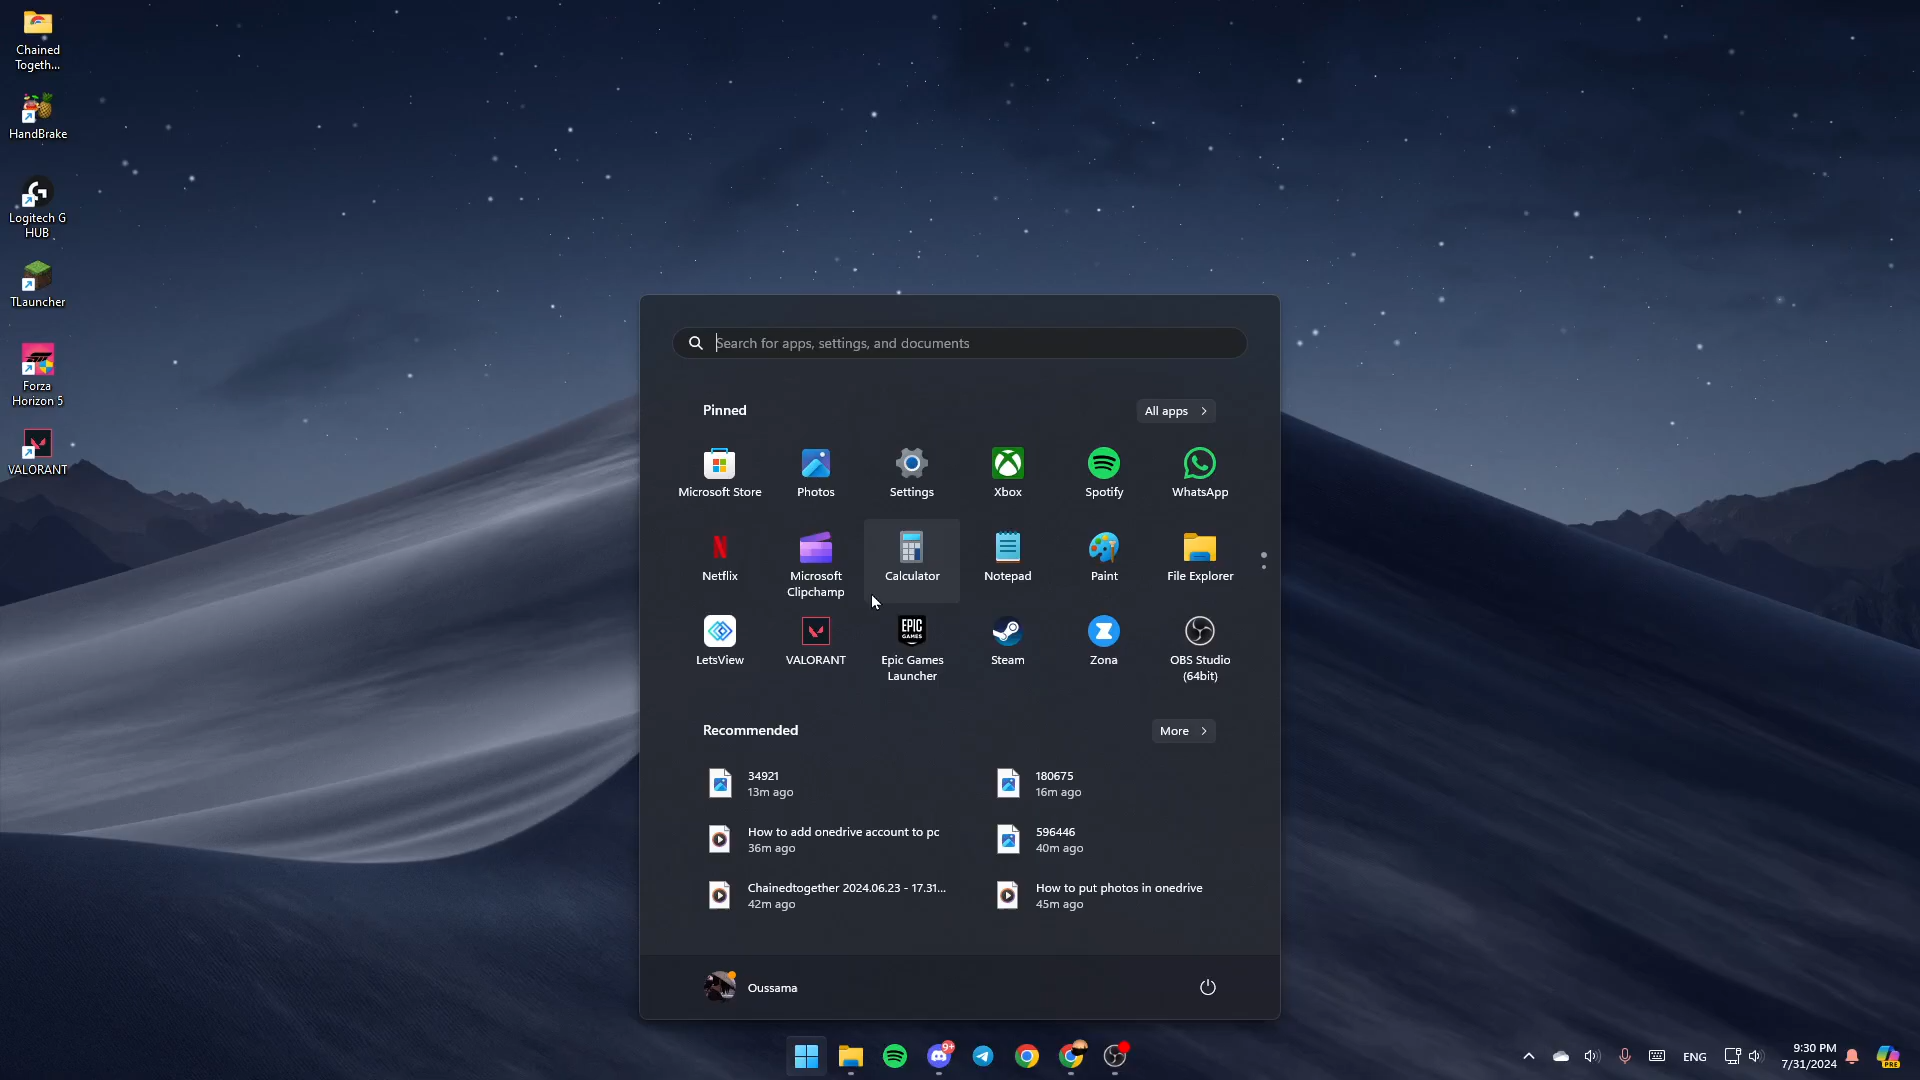 Chained
Togeth...
HandBrake
Logitech G
HUB
TLauncher
Forza
Horizon 5
VALORANT
Search for apps, settings, and documents
Pinned
All apps
Microsoft Store
Photos
Settings
Xbox
Spotify
WhatsApp
Netflix
Microsoft
Clipchamp
Calculator
Notepad
Paint
File Explorer
LetsView
VALORANT
EPIC
GAMES
Epic Games
Launcher
Steam
Zona
OBS Studio
(64bit)
Recommended
More
34921
13m ago
180675
16m ago
How to add onedrive account to pc
36m ago
596446
40m ago
Chainedtogether 2024.06.23 - 17.31...
42m ago
How to put photos in onedrive
45m ago
Oussama
9+
ENG
9:30 PM
7/31/2024
PRE